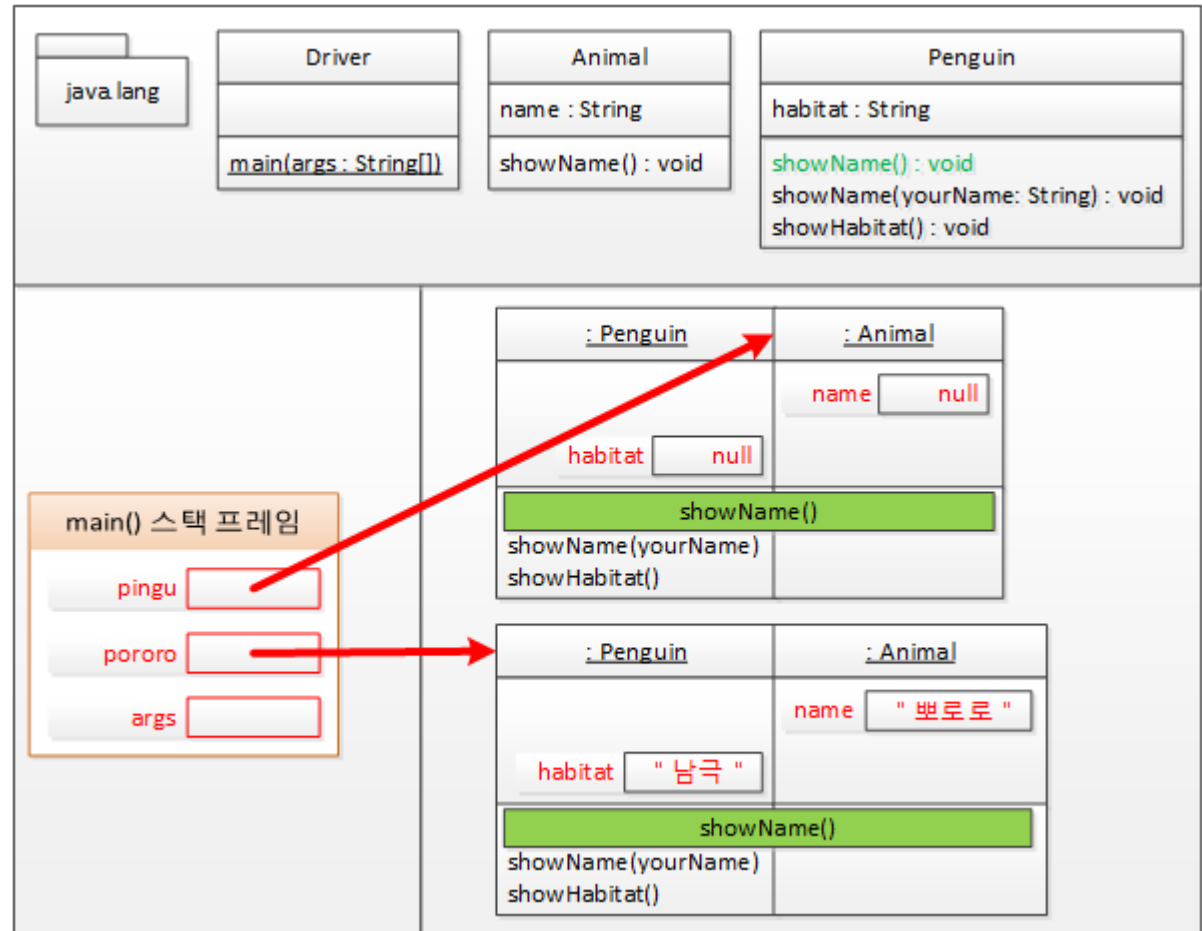 java.lang
Driver
main(args : String[])
Animal
name : String
showName() : void
Penguin
habitat : String
showName() : void
showName(yourName: String) : void
showHabitat() : void
main() 스택 프레임
pingu
pororo
args
: Penguin
: Animal
name null
habitat null
showName()
showName(yourName)
showHabitat()
: Penguin
: Animal
name " 뽀로로 "
habitat " 남극 "
showName()
showName(yourName)
showHabitat()